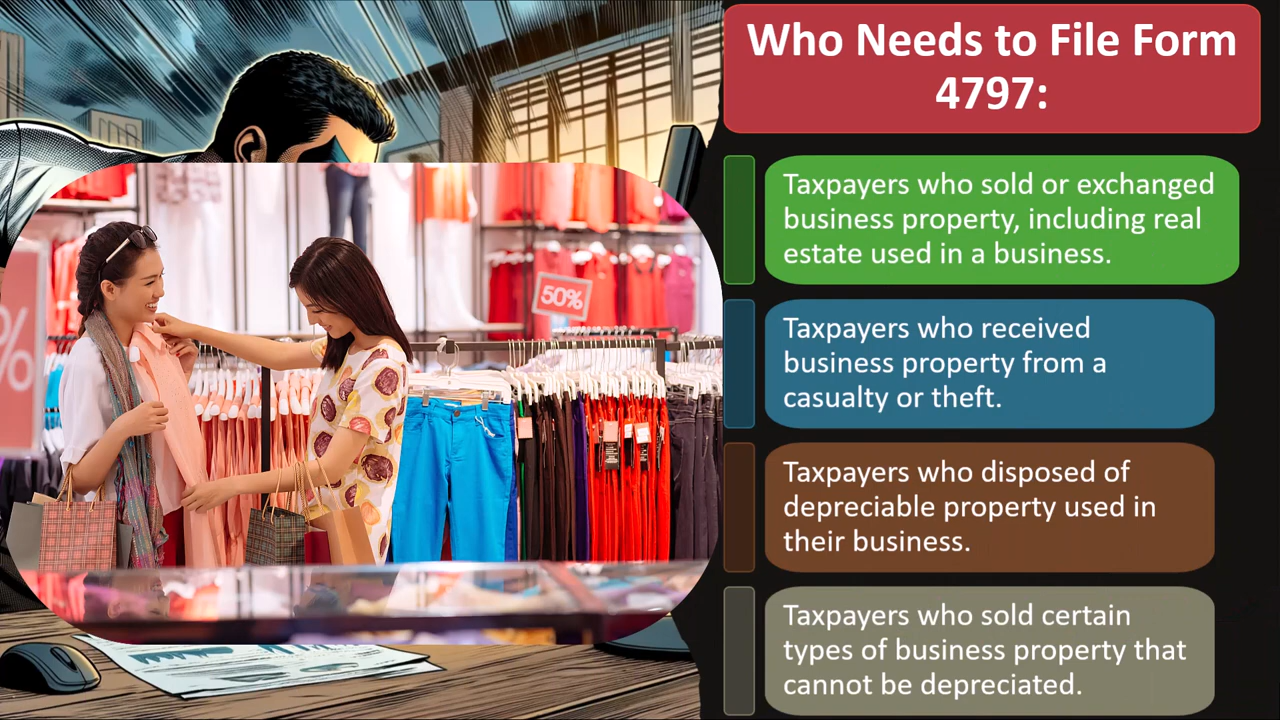 Who Needs to File Form
4797:
Taxpayers who sold or exchanged
business property, including real
estate used in a business.
Taxpayers who received
business property from a
casualty or theft.
Taxpayers who disposed of
depreciable property used in
their business.
Taxpayers who sold certain
types of business property that
cannot be depreciated.
50%
%